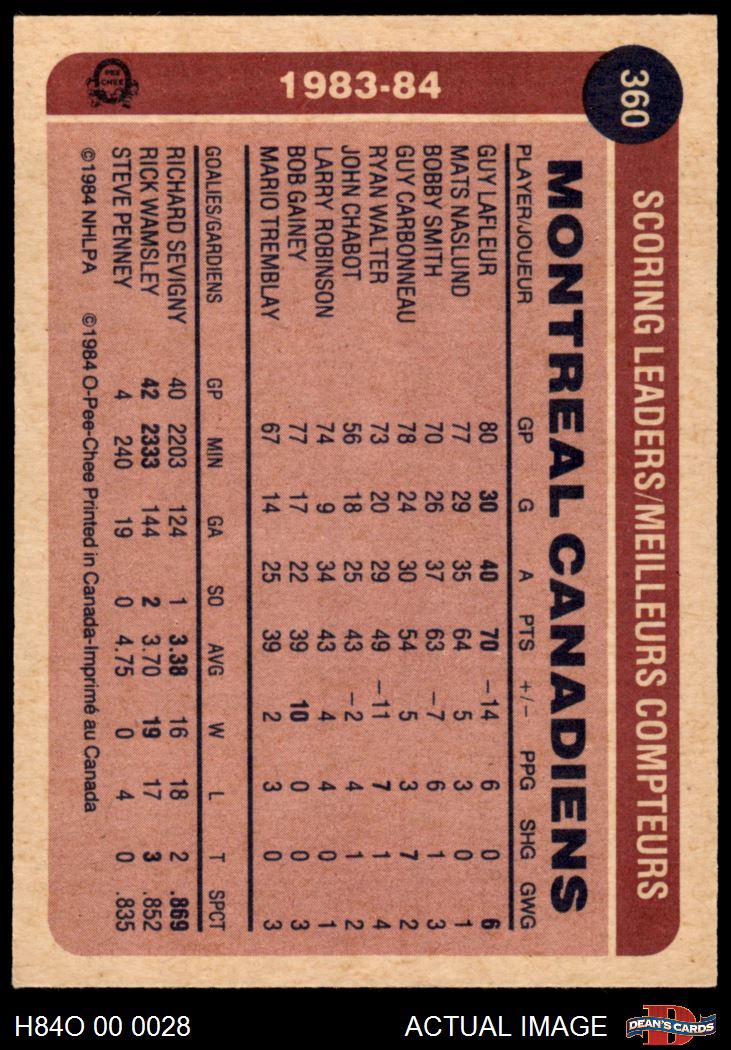 360
SCORING LEADERS/MEILLEURS COMPTEURS
1983-84
O PEE CHEE
MONTREAL CANADIENS
PLAYER/JOUEUR GP G A PTS +/- PPG SHG GWG
GUY LAFLEUR 80 30 40 70 -14 6 0 6
MATS NASLUND 77 29 35 64 5 3 0 1
BOBBY SMITH 70 26 37 63 -7 6 1 3
GUY CARBONNEAU 78 24 30 54 5 3 7 2
RYAN WALTER 73 20 29 49 -11 7 1 4
JOHN CHABOT 56 18 25 43 -2 4 1 2
LARRY ROBINSON 74 9 34 43 4 4 0 1
BOB GAINEY 77 17 22 39 10 0 0 3
MARIO TREMBLAY 67 14 25 39 2 3 0 3
GOALIES/GARDIENS GP MIN GA SO AVG W L T SPCT
RICHARD SEVIGNY 40 2203 124 1 3.38 16 18 2 .869
RICK WAMSLEY 42 2333 144 2 3.70 19 17 3 .852
STEVE PENNEY 4 240 19 0 4.75 0 4 0 .835
©1984 NHLPA ©1984 O-Pee-Chee Printed in Canada-Imprimé au Canada
H84O 00 0028 ACTUAL IMAGE
D
DEAN'S CARDS